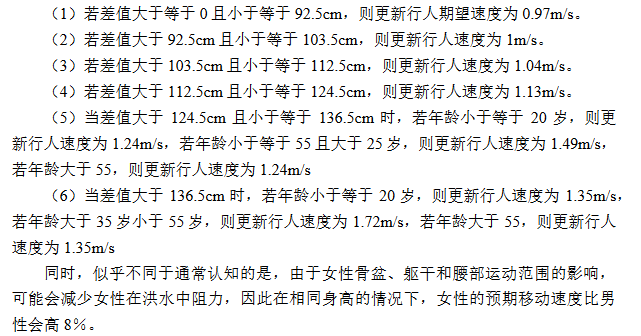 （1）若差值大于等于 0 且小于等于 92.5cm，则更新行人期望速度为 0.97m/s。
（2）若差值大于 92.5cm 且小于等于 103.5cm，则更新行人速度为 1m/s。
（3）若差值大于 103.5cm 且小于等于 112.5cm，则更新行人速度为 1.04m/s。
（4）若差值大于 112.5cm 且小于等于 124.5cm，则更新行人速度为 1.13m/s。
（5）当差值大于 124.5cm 且小于等于 136.5cm 时，若年龄小于等于 20 岁，则更
新行人速度为 1.24m/s，若年龄小于等于 55 且大于 25 岁，则更新行人速度为 1.49m/s，
若年龄大于 55，则更新行人速度为 1.24m/s
（6）当差值大于 136.5cm 时，若年龄小于等于 20 岁，则更新行人速度为 1.35m/s，
若年龄大于 35 岁小于 55 岁，则更新行人速度为 1.72m/s，若年龄大于 55，则更新行人
速度为 1.35m/s
同时，似乎不同于通常认知的是，由于女性骨盆、躯干和腰部运动范围的影响，
可能会减少女性在洪水中阻力，因此在相同身高的情况下，女性的预期移动速度比男
性会高 8%。